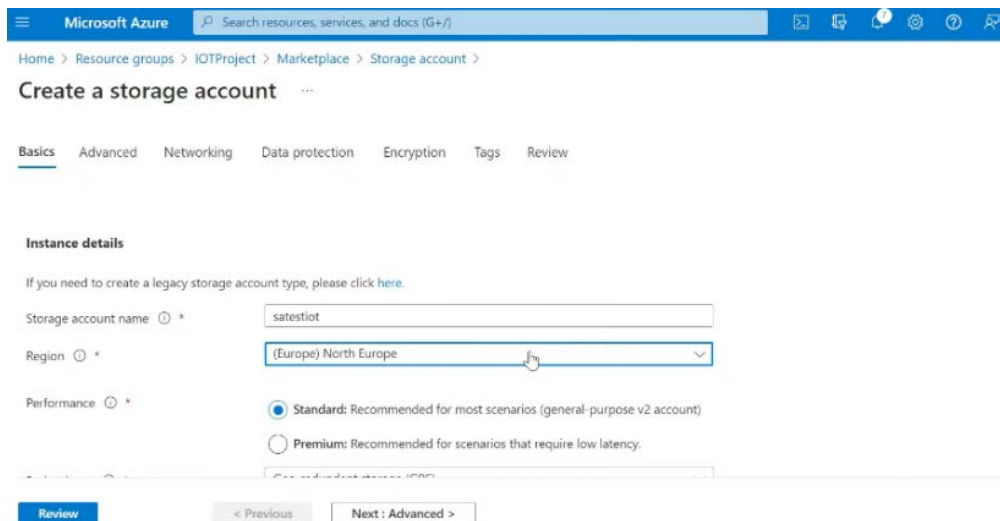 Microsoft Azure
Search resources, services, and docs (G+/)
Home > Resource groups > IOTProject > Marketplace > Storage account >
Create a storage account ...
Basics Advanced Networking Data protection Encryption Tags Review
Instance details
If you need to create a legacy storage account type, please click here.
Storage account name *
satestiot
Region *
(Europe) North Europe
Performance *
Standard: Recommended for most scenarios (general-purpose v2 account)
Premium: Recommended for scenarios that require low latency.
Review < Previous Next : Advanced >